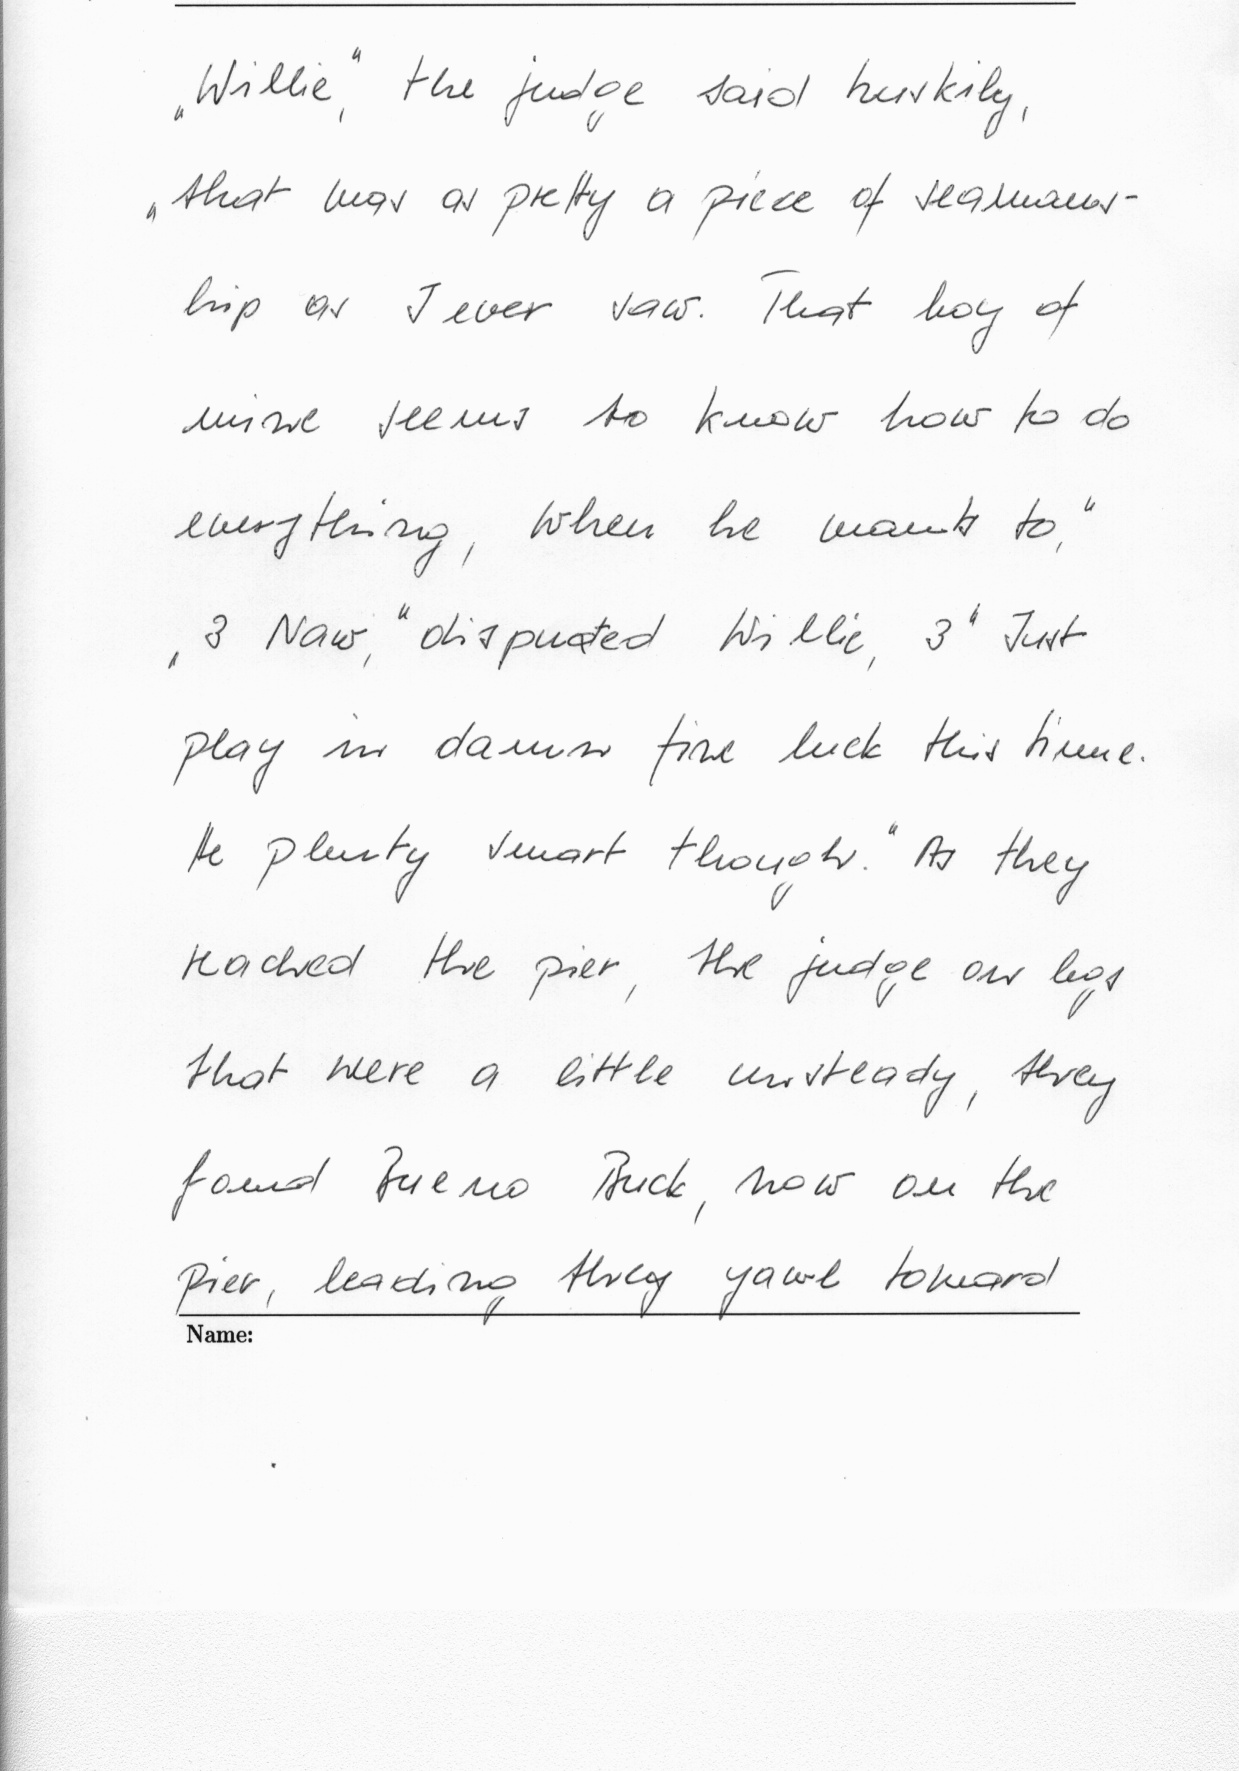 „Willie,“ the judge said huskily,
„that was as pretty a piece of seamans-
hip as I ever saw. That boy of
mine seems to know how to do
everything, when he wants to,“
„3 Naw,“ disputed Willie, 3“ Just
play in damn fine luck this time.
He plenty smart though.“ As they
reached the pier, the judge on legs
that were a little unsteady, they
found Bueno Buck, now on the
pier, leading they yawl toward
Name: